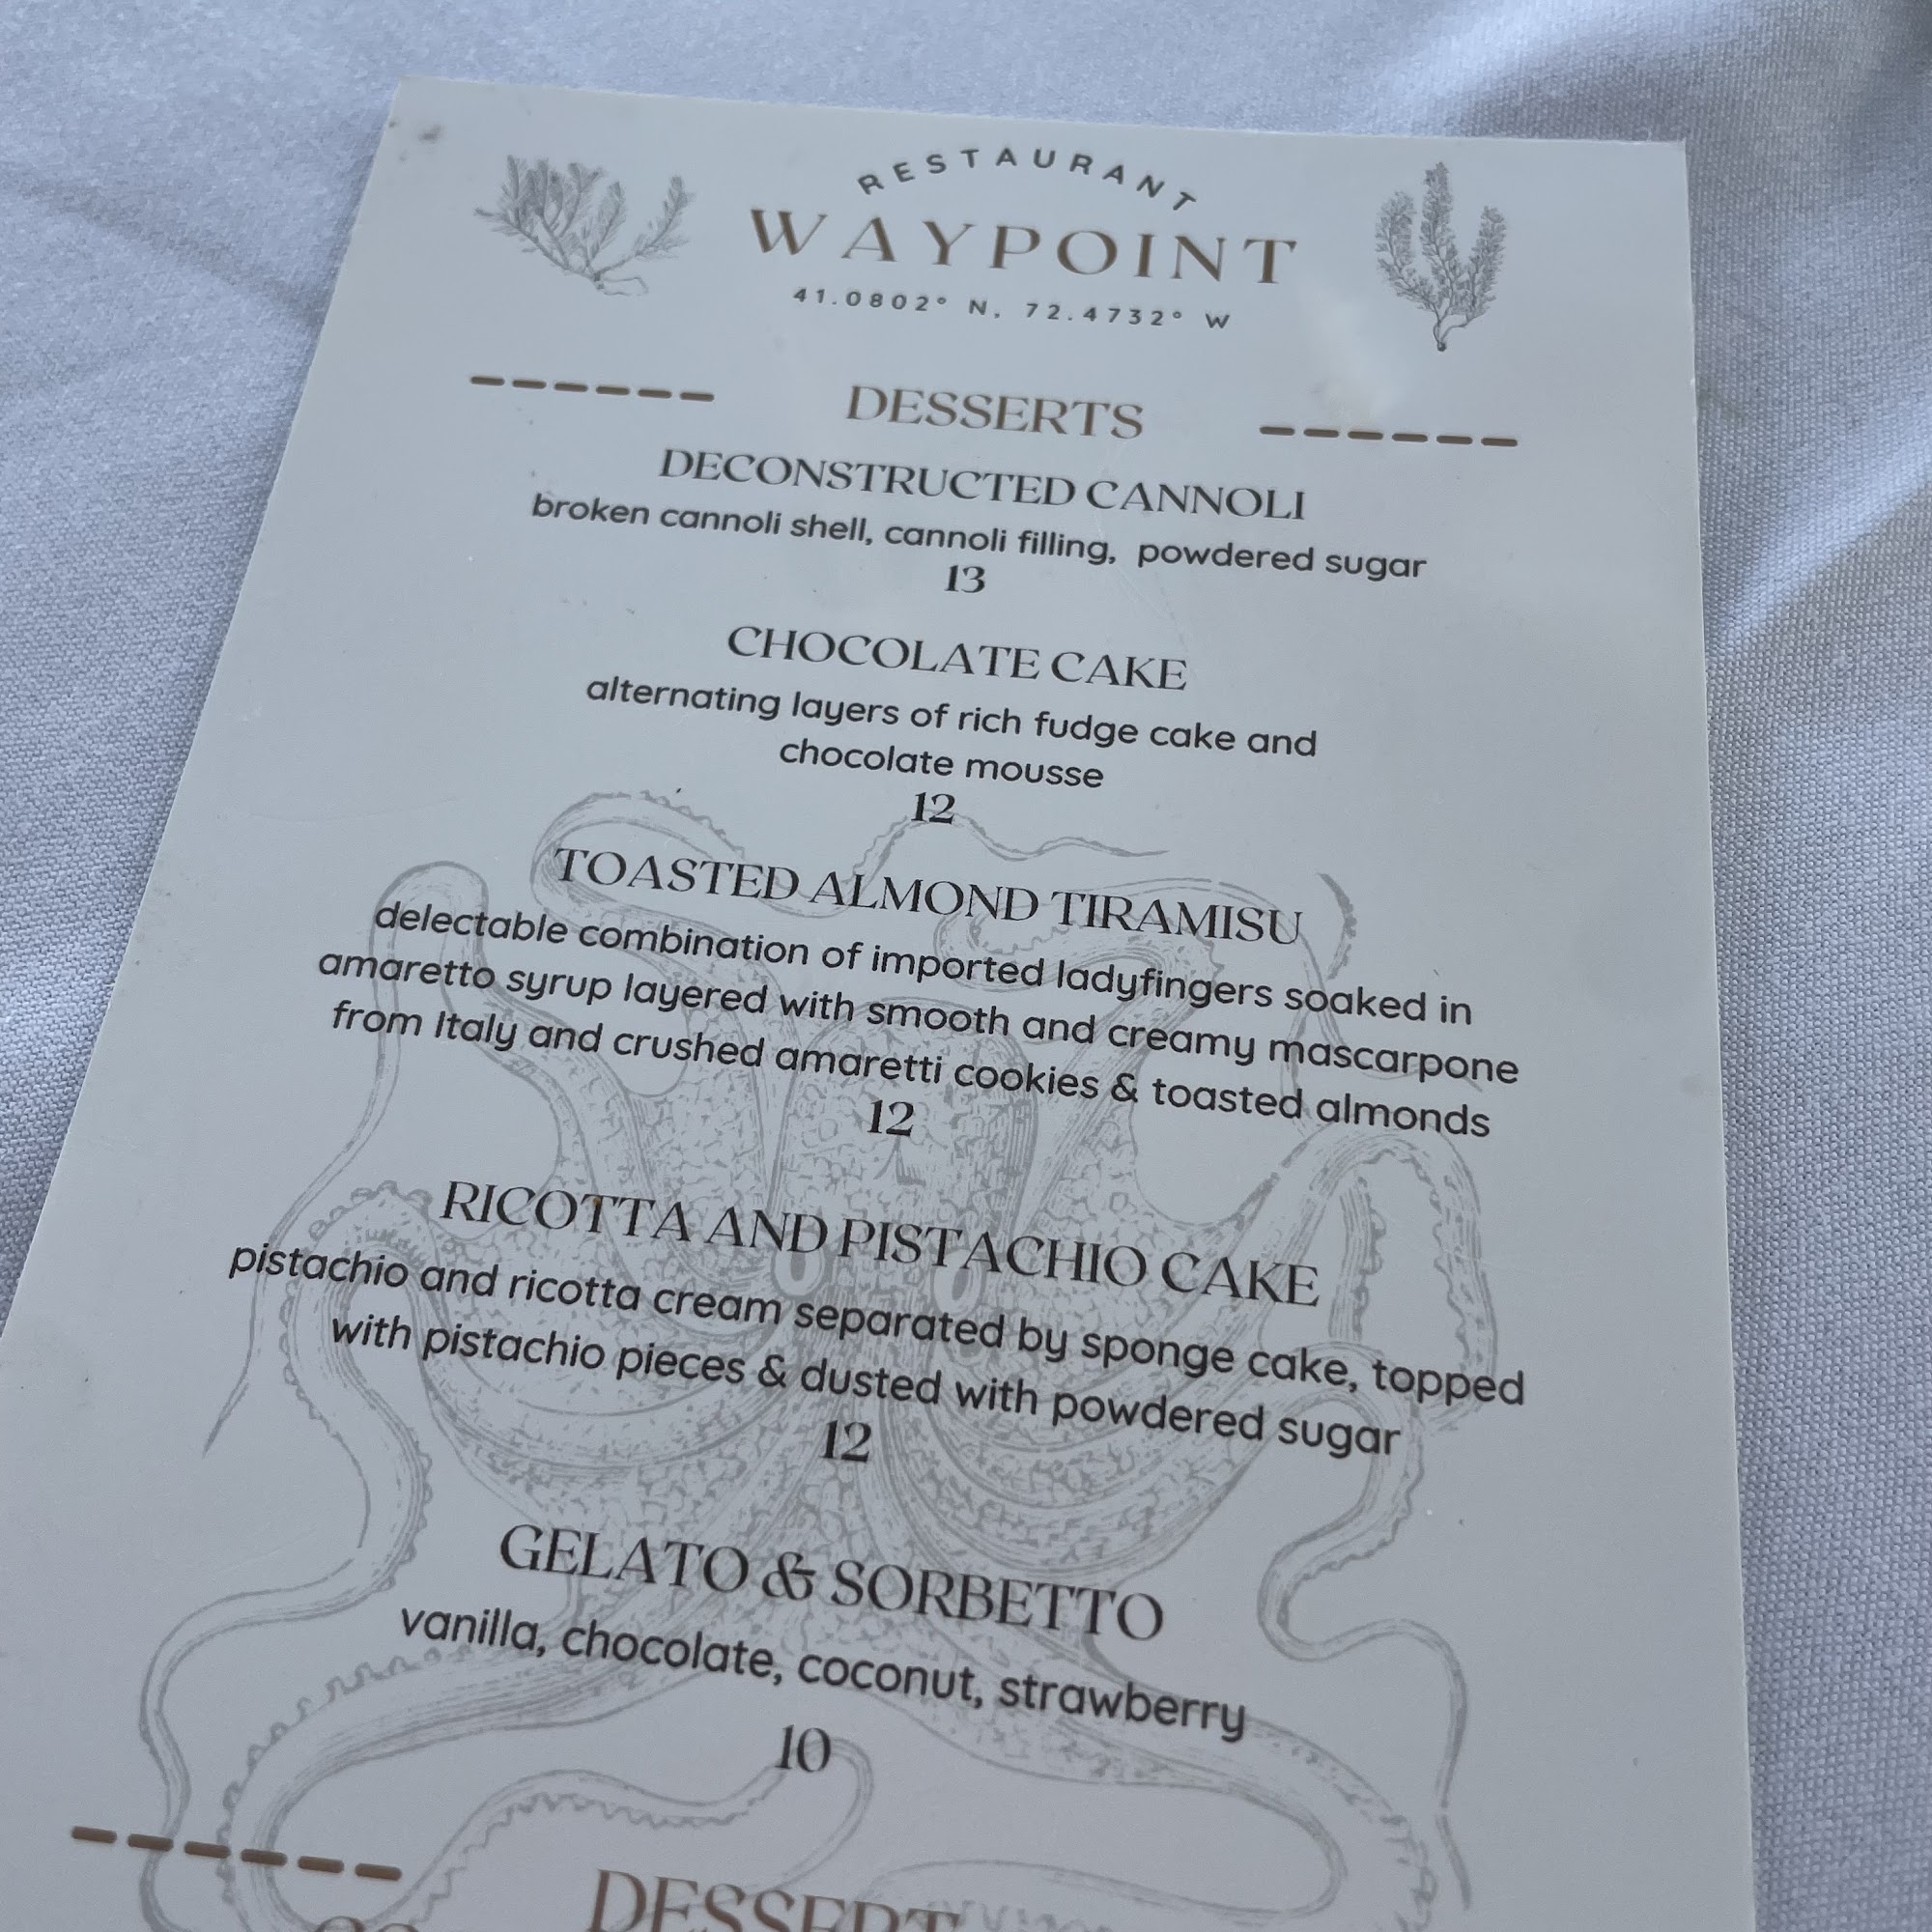 RESTAURANT
WAYPOINT
41.0802° N, 72.4732° W
DESSERTS
DECONSTRUCTED CANNOLI
broken cannoli shell, cannoli filling, powdered sugar
13
CHOCOLATE CAKE
alternating layers of rich fudge cake and
chocolate mousse
12
TOASTED ALMOND TIRAMISU
delectable combination of imported ladyfingers soaked in
amaretto syrup layered with smooth and creamy mascarpone
from Italy and crushed amaretti cookies & toasted almonds
12
RICOTTA AND PISTACHIO CAKE
pistachio and ricotta cream separated by sponge cake, topped
with pistachio pieces & dusted with powdered sugar
12
GELATO & SORBETTO
vanilla, chocolate, coconut, strawberry
10
DESSERT